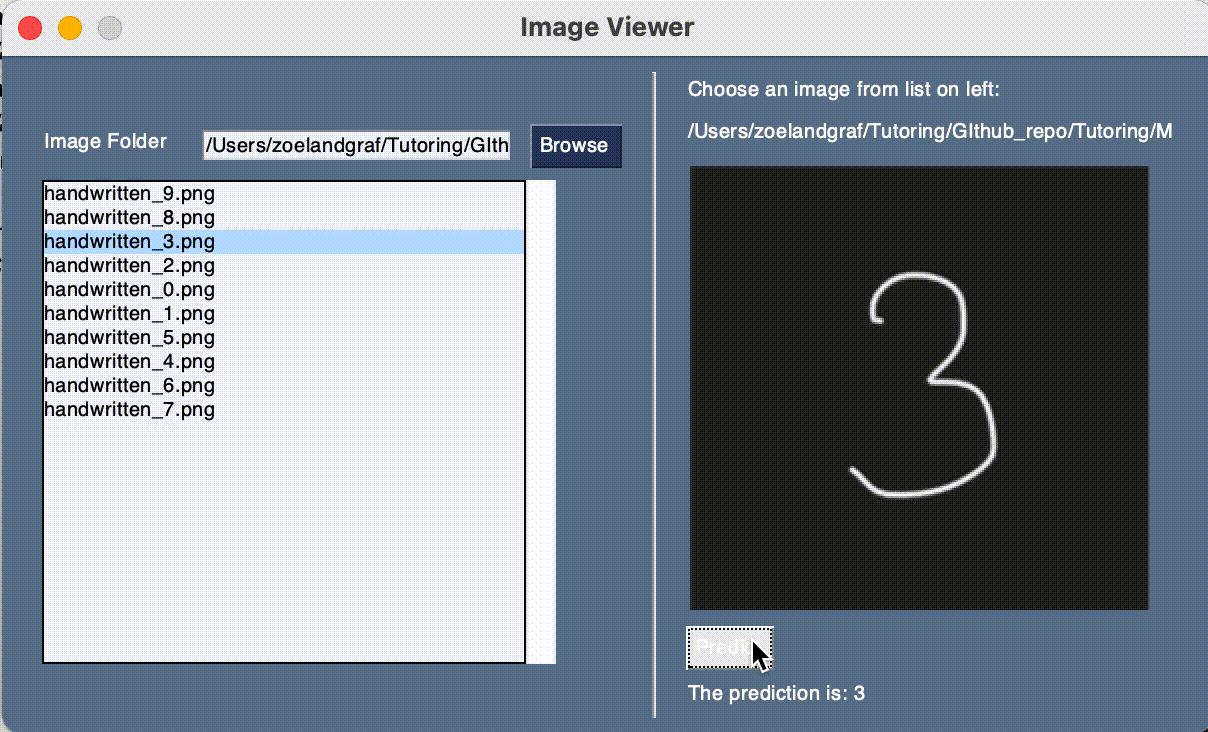 Image Viewer
Image Folder
/Users/zoelandgraf/Tutoring/GIth
Browse
handwritten_9.png
handwritten_8.png
handwritten_3.png
handwritten_2.png
handwritten_0.png
handwritten_1.png
handwritten_5.png
handwritten_4.png
handwritten_6.png
handwritten_7.png
Choose an image from list on left:
/Users/zoelandgraf/Tutoring/GIthub_repo/Tutoring/M
3
The prediction is: 3